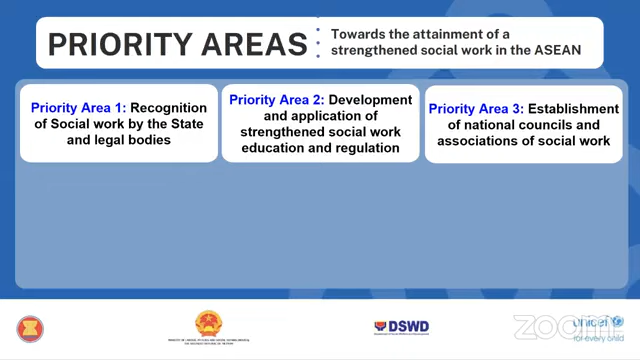 PRIORITY AREAS
Towards the attainment of a
strengthened social work in the ASEAN
Priority Area 1: Recognition
of Social work by the State
and legal bodies
Priority Area 2: Development
and application of
strengthened social work
education and regulation
Priority Area 3: Establishment
of national councils and
associations of social work
DSWD
unicef
for every child
zoom